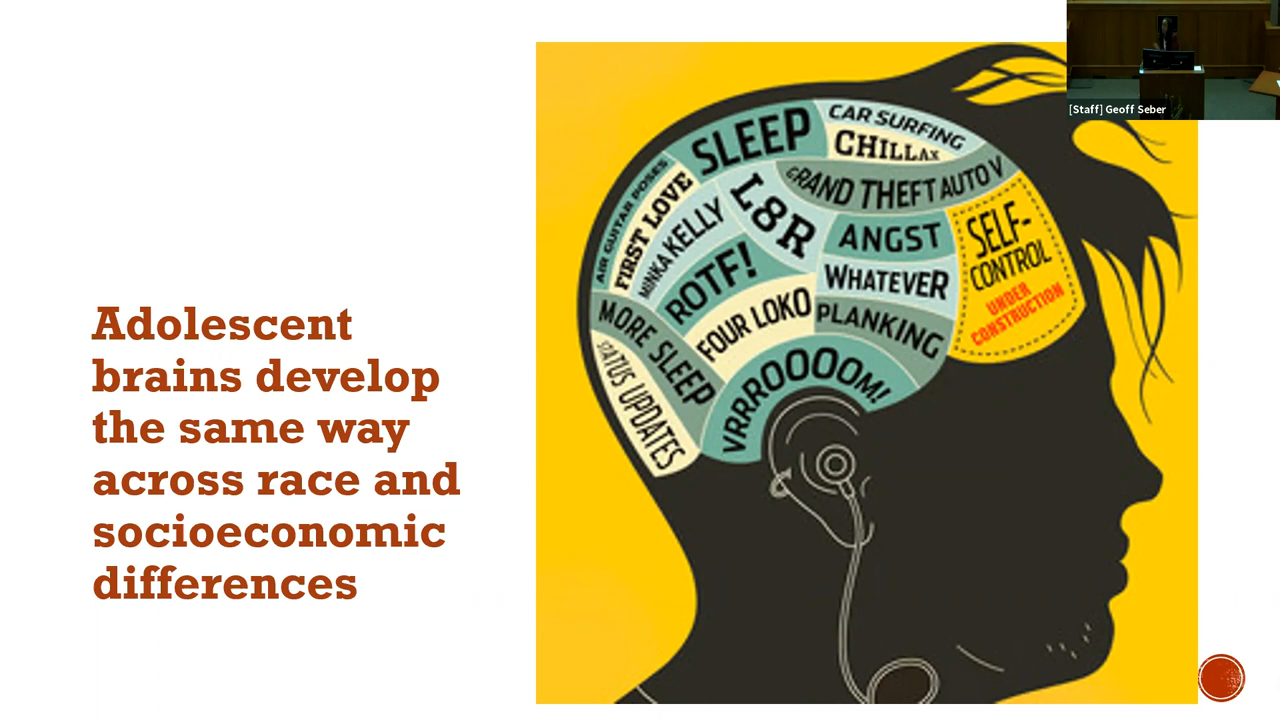 [Staff] Geoff Seber
Adolescent
brains develop
the same way
across race and
socioeconomic
differences
SLEEP
CAR SURFING
CHILLAX
GRAND THEFT AUTO V
AIR GUITAR POSES
FIRST LOVE
MINKA KELLY
L8R
ROTF!
ANGST
WHATEVER
SELF-
CONTROL
UNDER
CONSTRUCTION
MORE SLEEP
FOUR LOKO
PLANKING
STATUS UPDATES
VRRROOOOM!